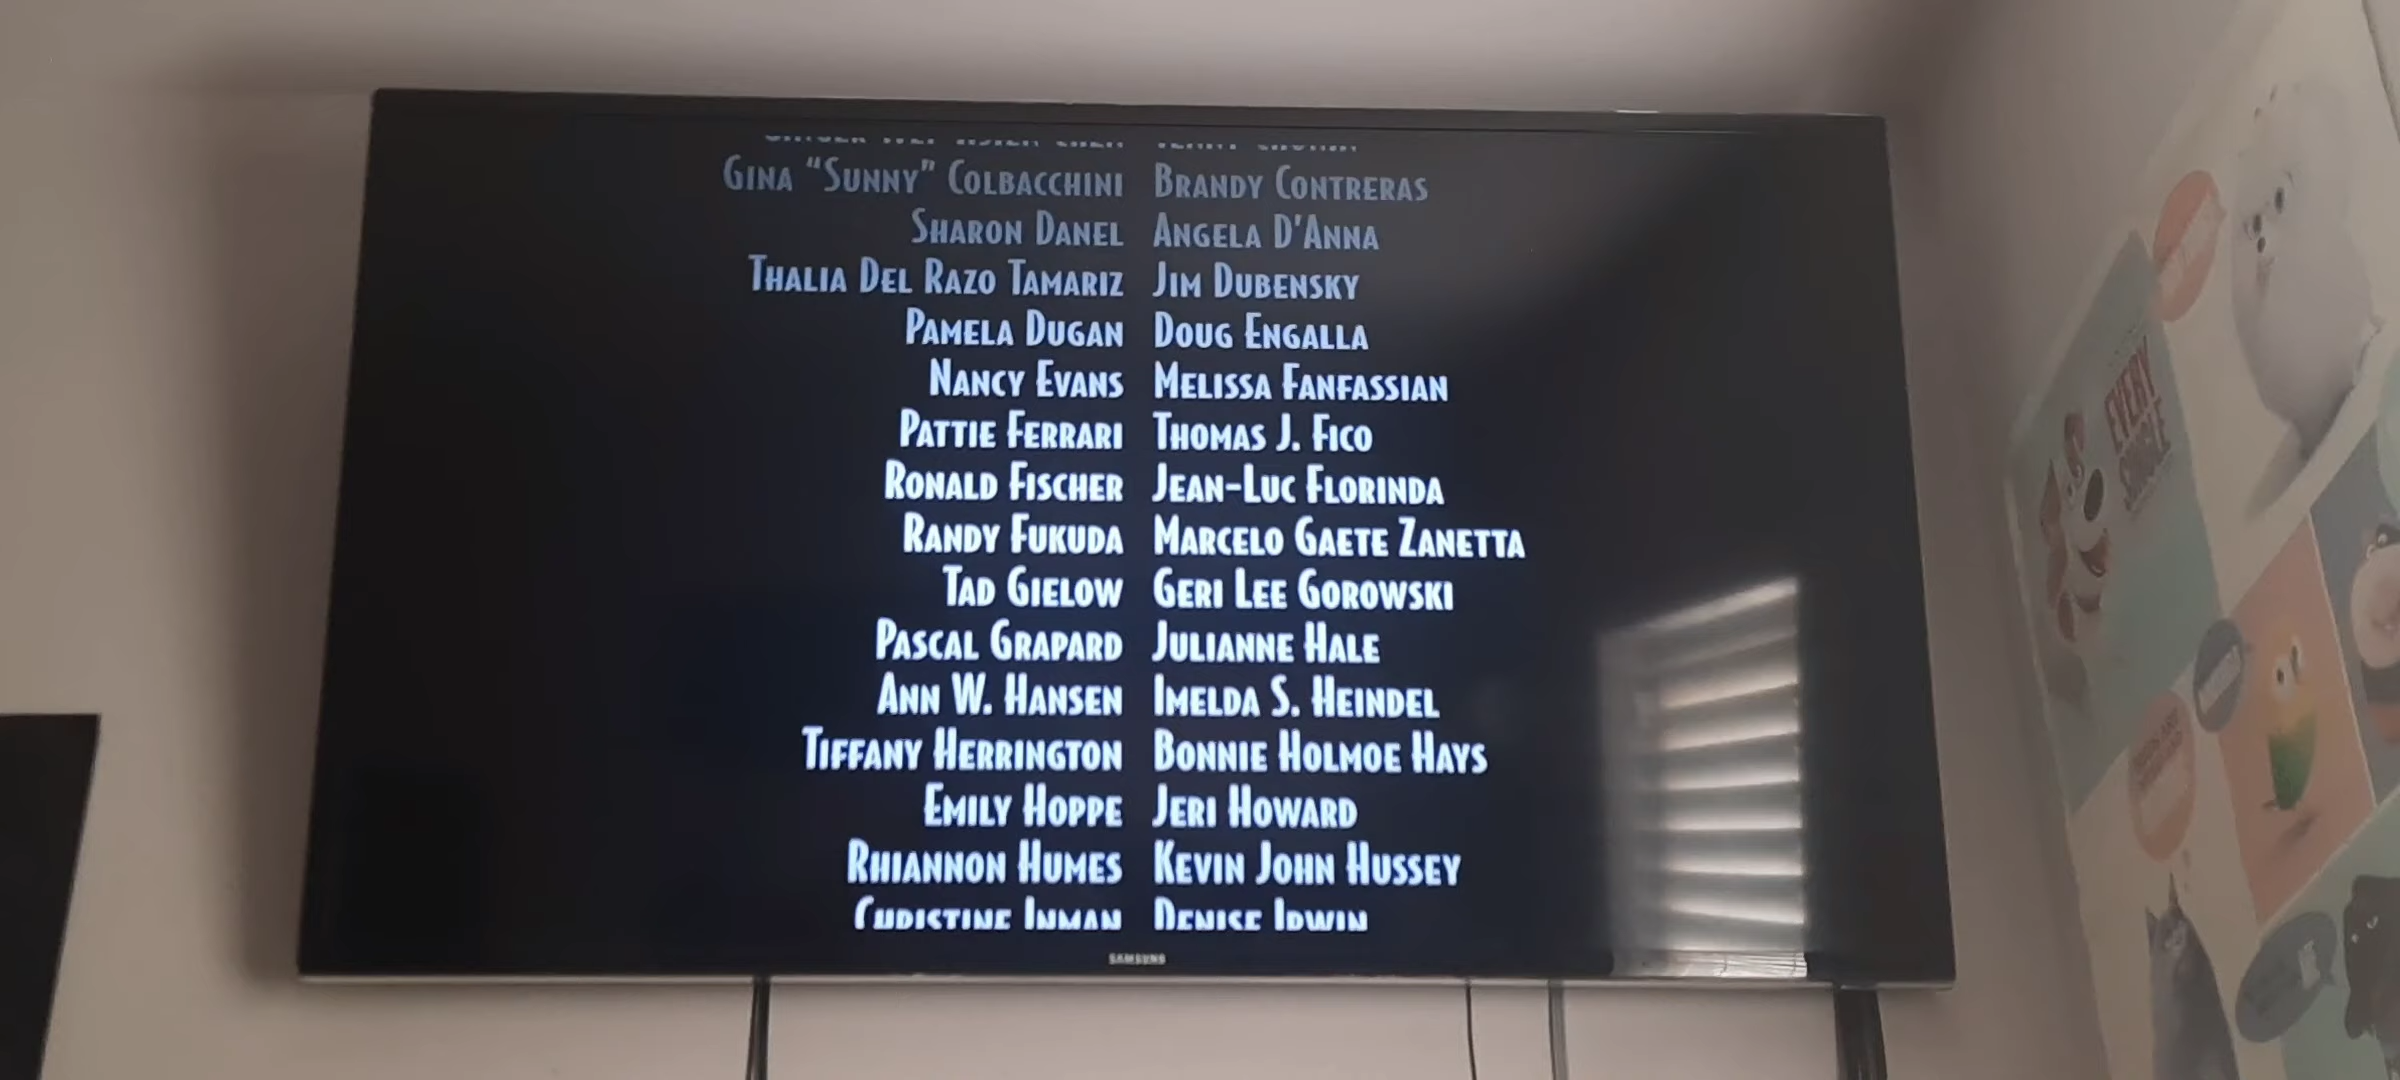 Gina "Sunny" Colbacchini Brandy Contreras
Sharon Danel Angela D'Anna
Thalia Del Razo Tamariz Jim Dubensky
Pamela Dugan Doug Engalla
Nancy Evans Melissa Fanfassian
Pattie Ferrari Thomas J. Fico
Ronald Fischer Jean-Luc Florinda
Randy Fukuda Marcelo Gaete Zanetta
Tad Gielow Geri Lee Gorowski
Pascal Grapard Julianne Hale
Ann W. Hansen Imelda S. Heindel
Tiffany Herrington Bonnie Holmoe Hays
Emily Hoppe Jeri Howard
Rhiannon Humes Kevin John Hussey
Christine Inman Denise Irwin
SAMSUNG
EVERY
SINGLE